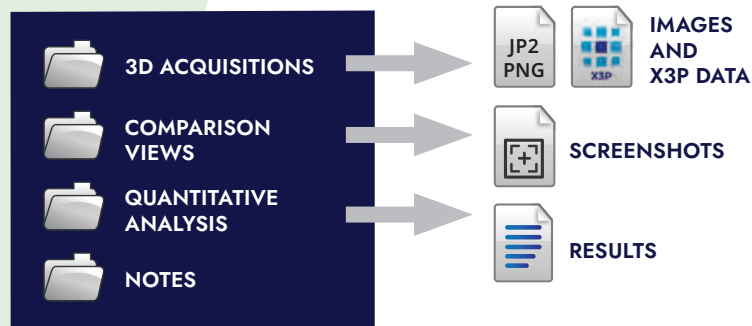 3D ACQUISITIONS
COMPARISON
VIEWS
QUANTITATIVE
ANALYSIS
NOTES
JP2
PNG
X3P
IMAGES
AND
X3P DATA
SCREENSHOTS
RESULTS